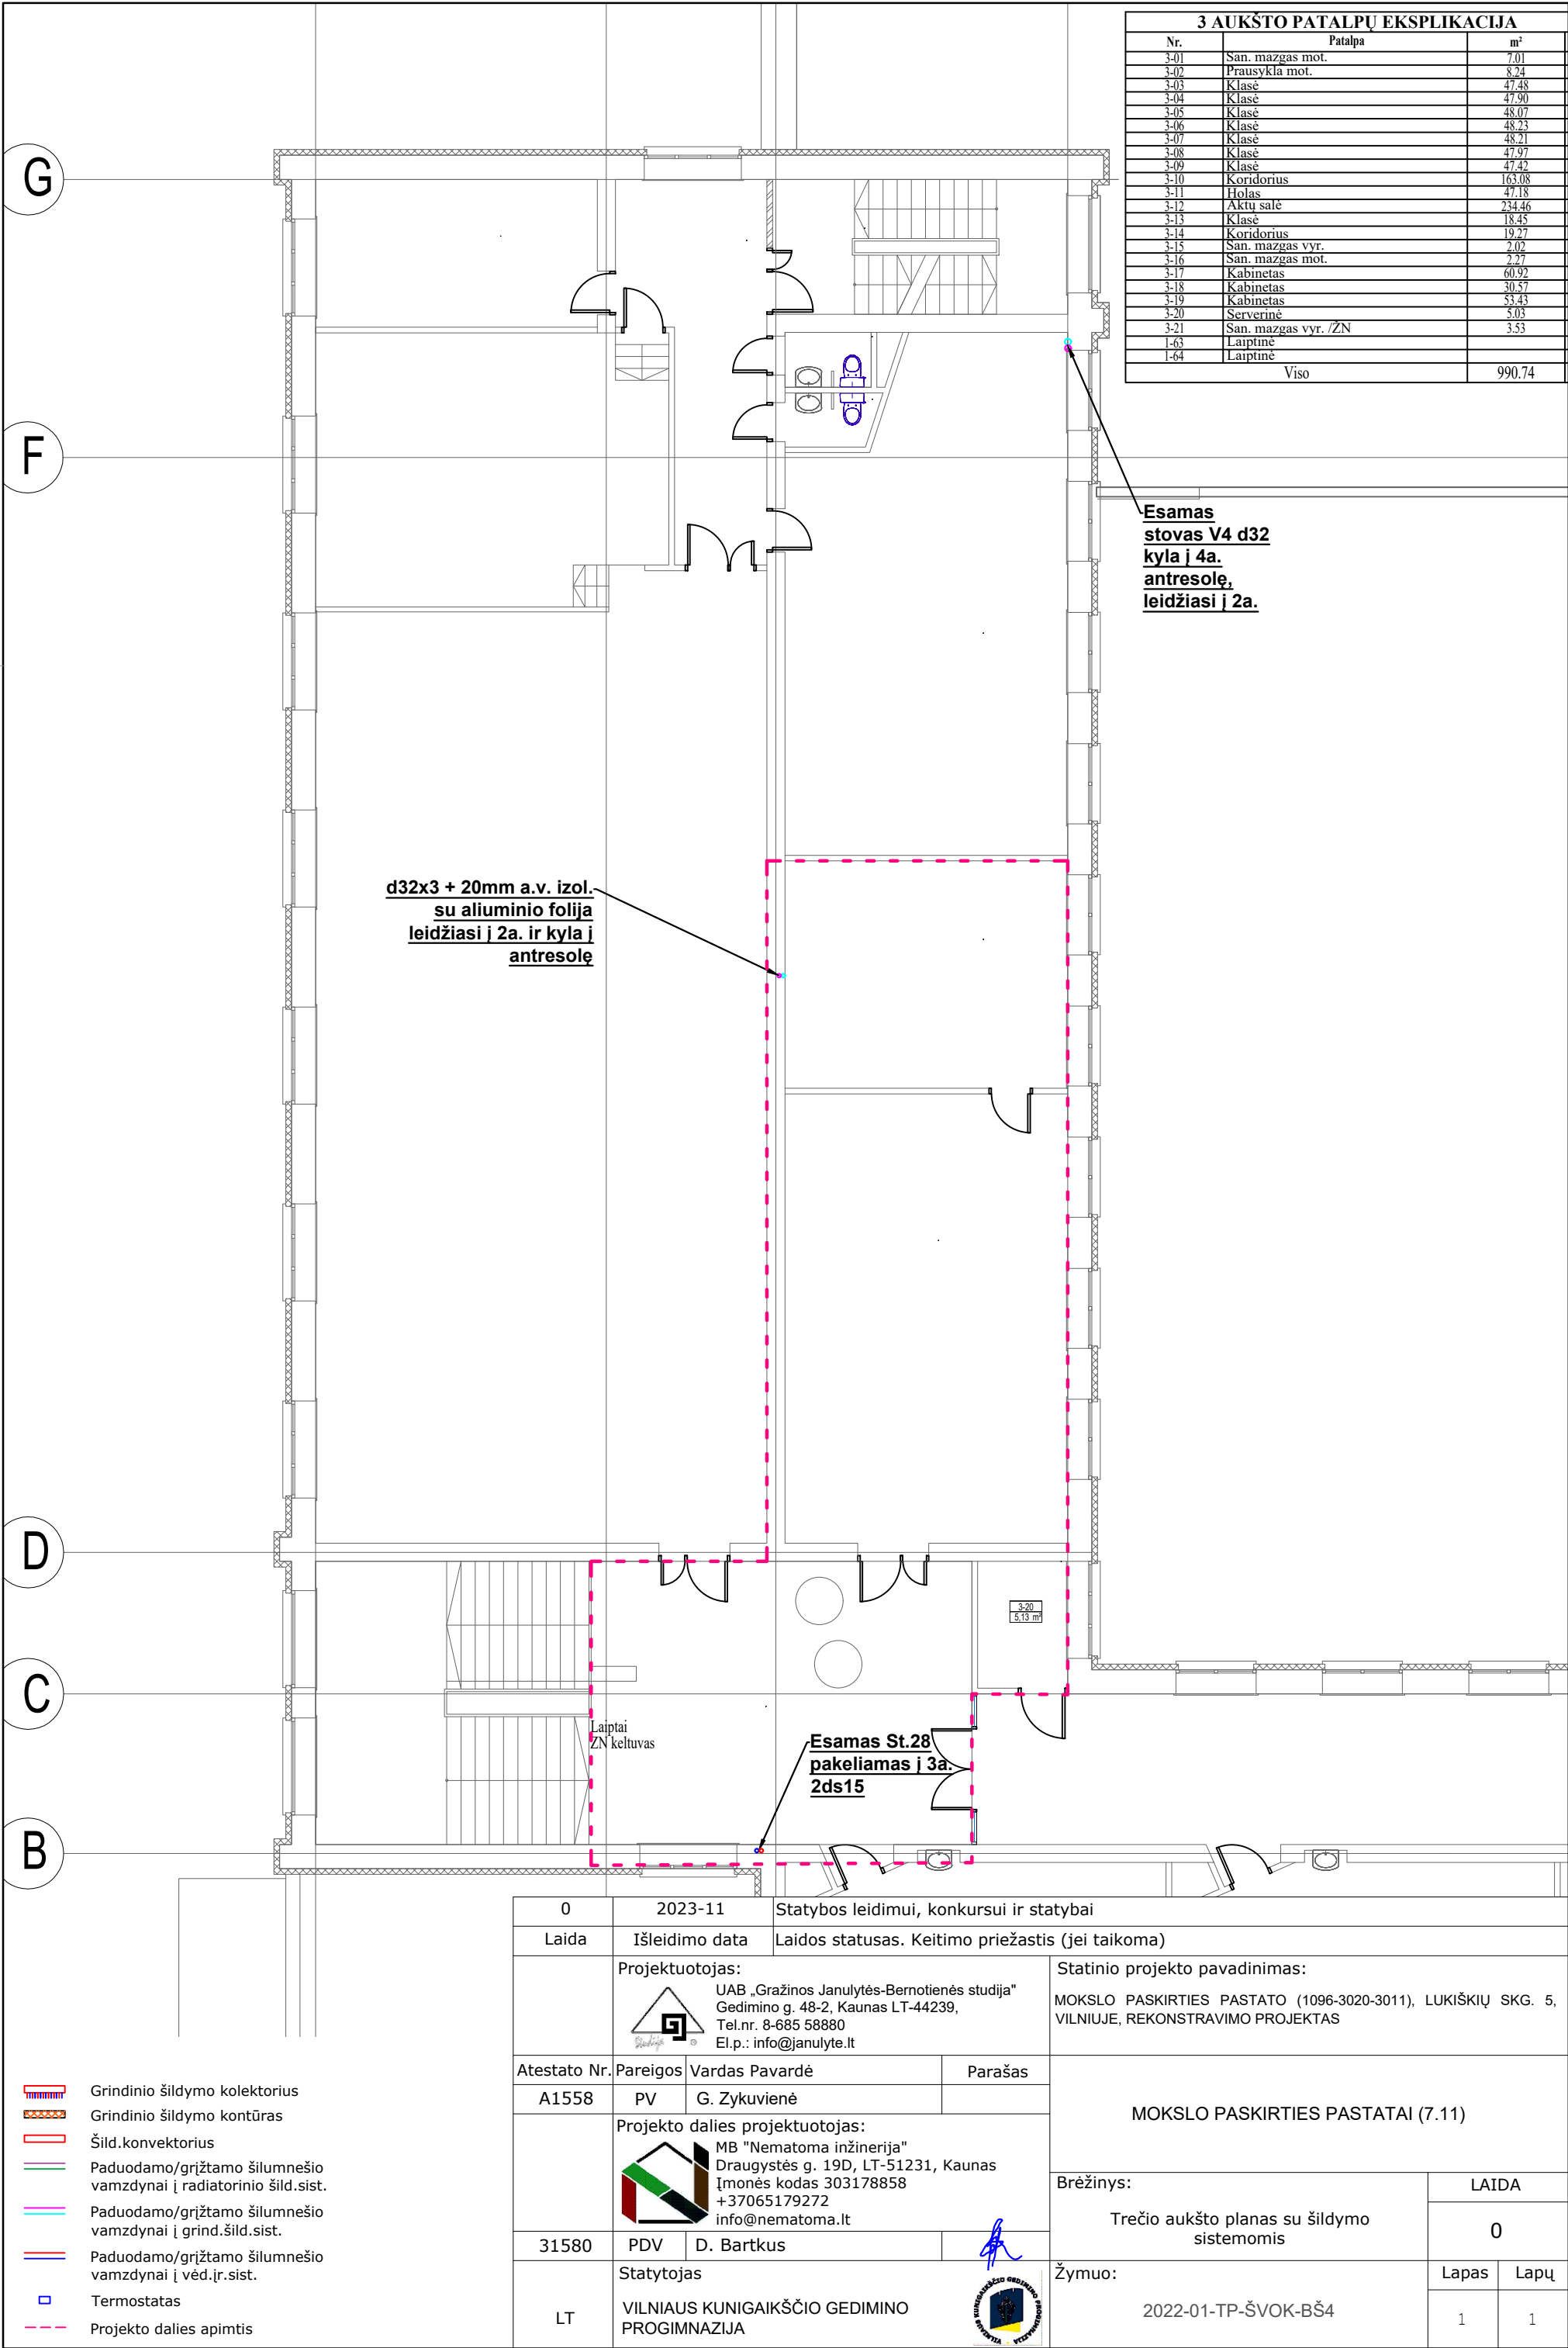 3 AUKŠTO PATALPŲ EKSPLIKACIJA
Nr. Patalpa m²
3-01 San. mazgas mot. 7.01
3-02 Prausykla mot. 8.24
3-03 Klasė 47.48
3-04 Klasė 47.90
3-05 Klasė 48.07
3-06 Klasė 48.23
3-07 Klasė 48.21
3-08 Klasė 47.97
3-09 Klasė 47.42
3-10 Koridorius 163.08
3-11 Holas 47.18
3-12 Aktų salė 234.46
3-13 Klasė 18.45
3-14 Koridorius 19.27
3-15 San. mazgas vyr. 2.02
3-16 San. mazgas mot. 2.27
3-17 Kabinetas 60.92
3-18 Kabinetas 30.57
3-19 Kabinetas 53.43
3-20 Serverinė 5.03
3-21 San. mazgas vyr. /ŽN 3.53
1-63 Laiptinė
1-64 Laiptinė
Viso 990.74
G
F
Esamas
stovas V4 d32
kyla į 4a.
antresolę,
leidžiasi į 2a.
d32x3 + 20mm a.v. izol.
su aliuminio folija
leidžiasi į 2a. ir kyla į
antresolę
D
3-20
5,13 m²
C
Laiptai
ŽN keltuvas
Esamas St.28
pakeliamas į 3a.
2ds15
B
0 2023-11 Statybos leidimui, konkursui ir statybai
Laida Išleidimo data Laidos statusas. Keitimo priežastis (jei taikoma)
Projektuotojas:
UAB „Gražinos Janulytės-Bernotienės studija"
Gedimino g. 48-2, Kaunas LT-44239,
Tel.nr. 8-685 58880
El.p.: info@janulyte.lt
Studija ®
Statinio projekto pavadinimas:
MOKSLO PASKIRTIES PASTATO (1096-3020-3011), LUKIŠKIŲ SKG. 5,
VILNIUJE, REKONSTRAVIMO PROJEKTAS
Atestato Nr. Pareigos Vardas Pavardė Parašas
A1558 PV G. Zykuvienė
MOKSLO PASKIRTIES PASTATAI (7.11)
Projekto dalies projektuotojas:
MB "Nematoma inžinerija"
Draugystės g. 19D, LT-51231, Kaunas
Įmonės kodas 303178858
+37065179272
info@nematoma.lt
31580 PDV D. Bartkus
Brėžinys: LAIDA
Trečio aukšto planas su šildymo
sistemomis
0
Statytojas
LT
VILNIAUS KUNIGAIKŠČIO GEDIMINO
PROGIMNAZIJA
VILNIAUS KUNIGAIKŠČIO GEDIMINO PROGIMNAZIJA
Žymuo: Lapas Lapų
2022-01-TP-ŠVOK-BŠ4 1 1
Grindinio šildymo kolektorius
Grindinio šildymo kontūras
Šild.konvektorius
Paduodamo/grįžtamo šilumnešio
vamzdynai į radiatorinio šild.sist.
Paduodamo/grįžtamo šilumnešio
vamzdynai į grind.šild.sist.
Paduodamo/grįžtamo šilumnešio
vamzdynai į vėd.įr.sist.
Termostatas
Projekto dalies apimtis